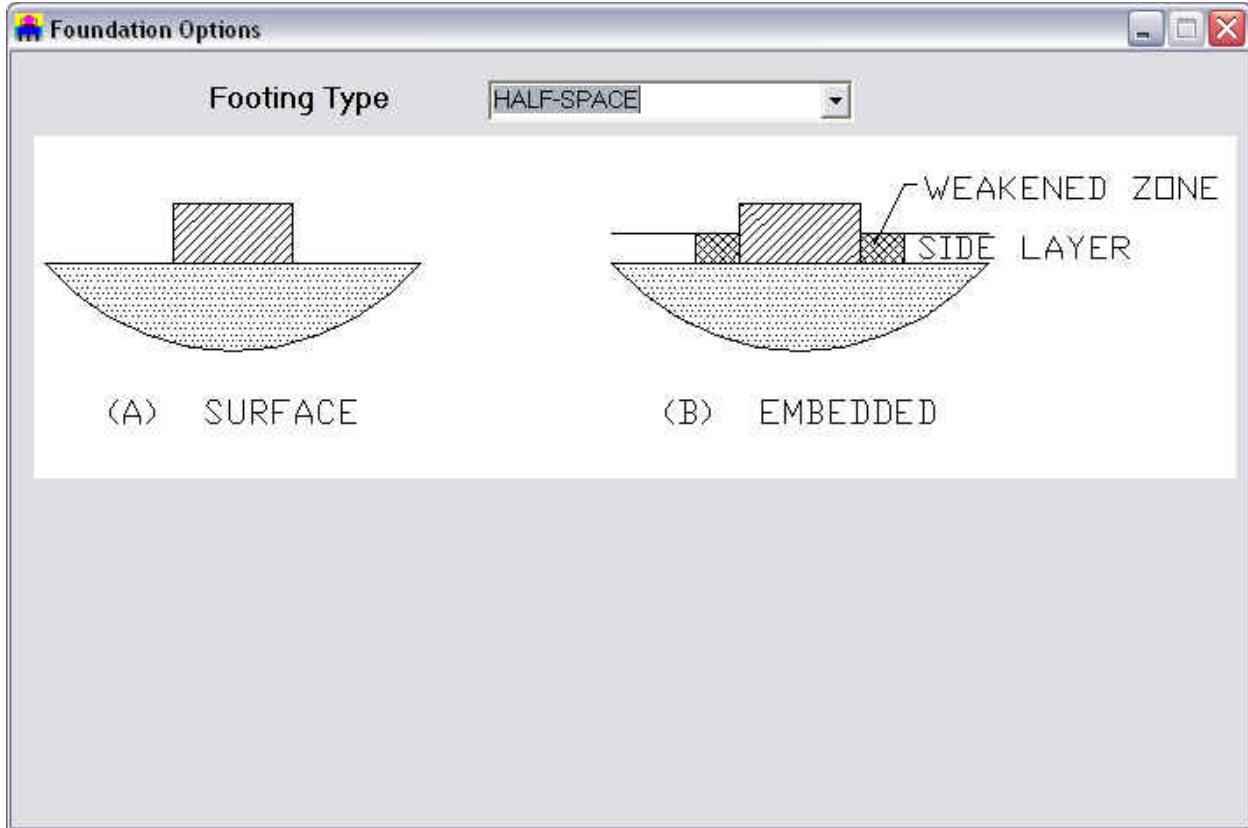 Foundation Options
Footing Type HALF-SPACE
WEAKENED ZONE
SIDE LAYER
(A) SURFACE
(B) EMBEDDED